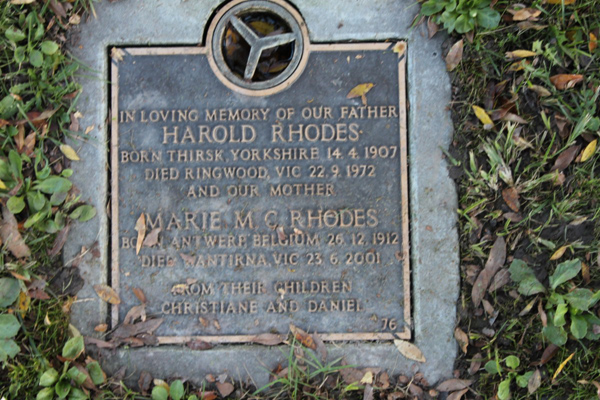 IN LOVING MEMORY OF OUR FATHER
HAROLD RHODES
BORN THIRSK, YORKSHIRE 14.4.1907
DIED RINGWOOD, VIC 22.9.1972
AND OUR MOTHER
MARIE M. C. RHODES
BORN ANTWERP, BELGIUM 26.12.1912
DIED WANTIRNA, VIC 23.6.2001
FROM THEIR CHILDREN
CHRISTIANE AND DANIEL
76